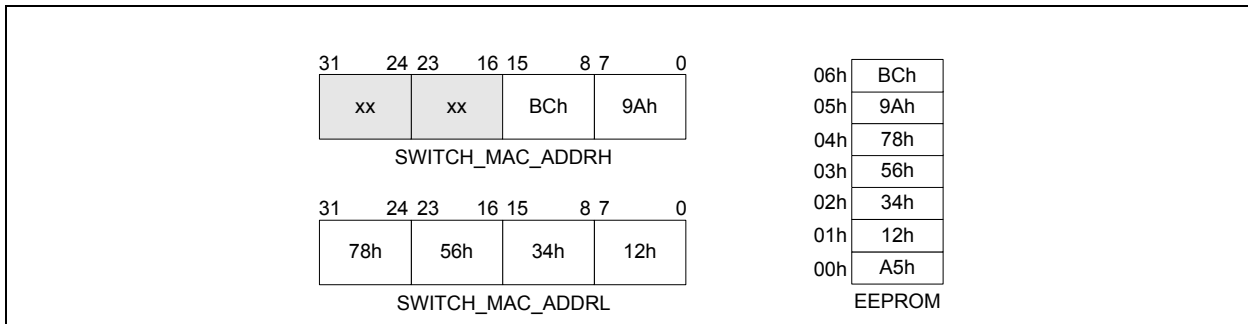 31 24 23 16 15 8 7 0
xx xx BCh 9Ah
SWITCH_MAC_ADDRH
31 24 23 16 15 8 7 0
78h 56h 34h 12h
SWITCH_MAC_ADDRL
06h BCh
05h 9Ah
04h 78h
03h 56h
02h 34h
01h 12h
00h A5h
EEPROM